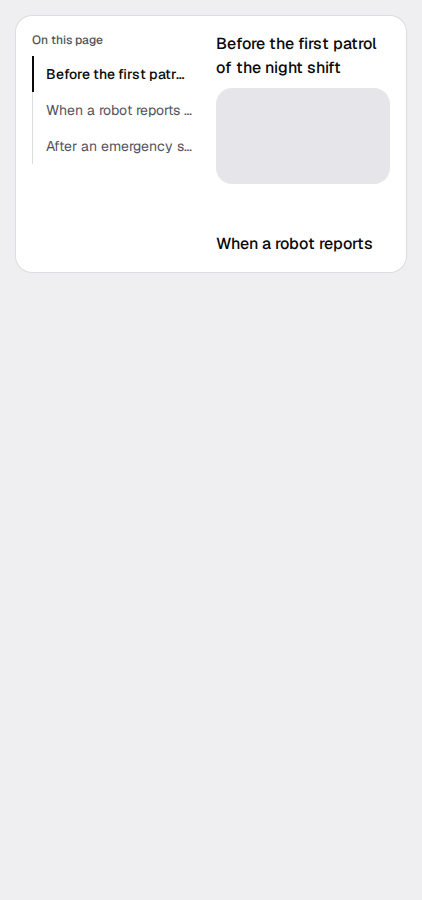 On this page
Before the first patr...
When a robot reports ...
After an emergency s...
Before the first patrol
of the night shift
When a robot reports